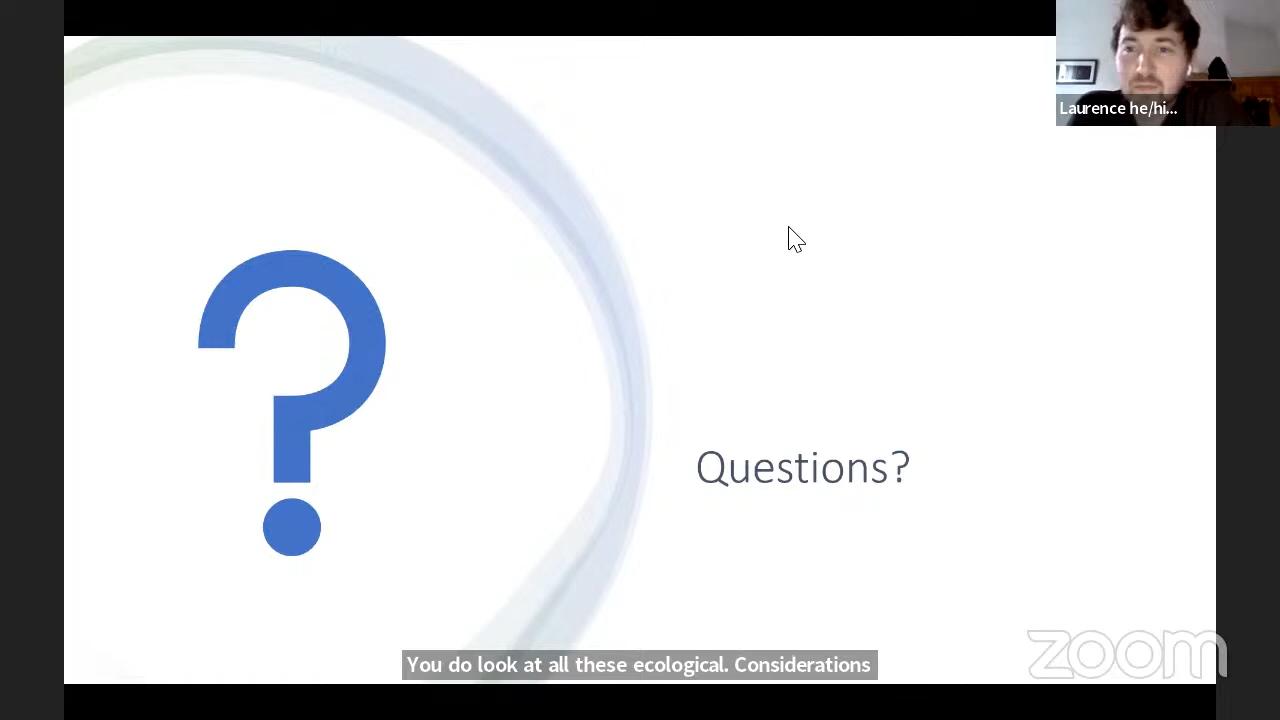 Laurence he/hi...
Questions?
You do look at all these ecological. Considerations
zoom